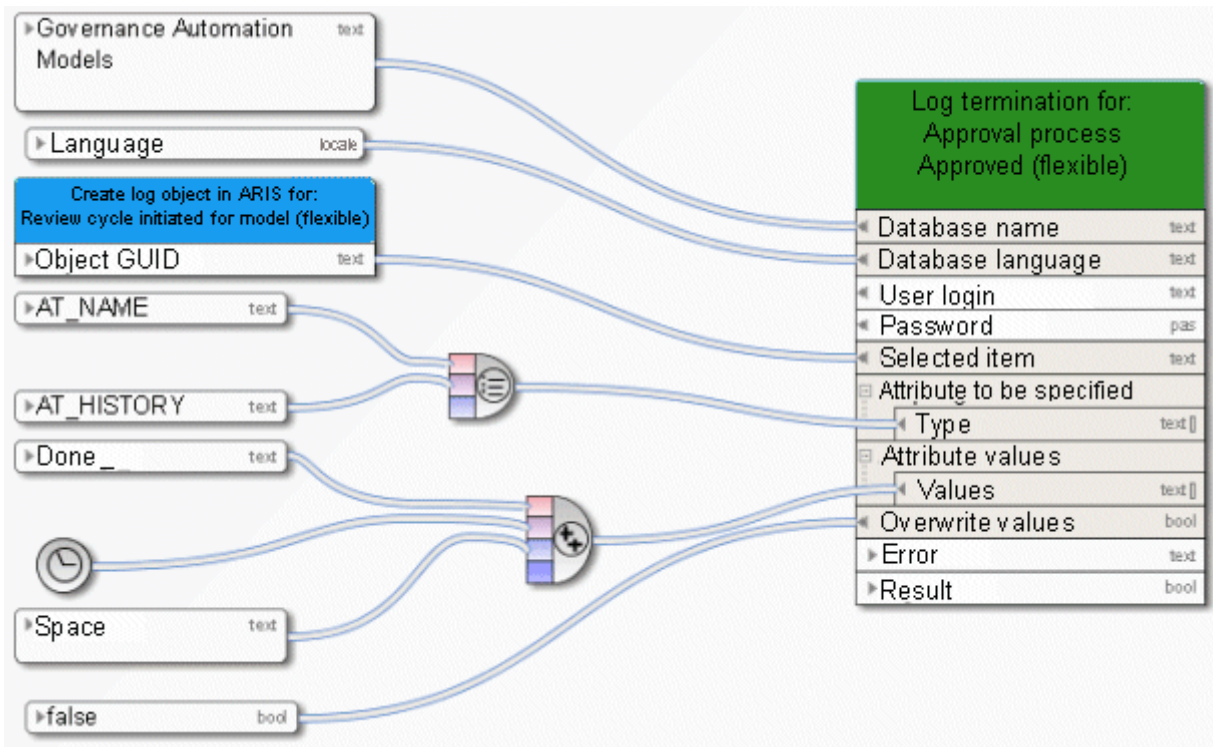 Governance Automation text
Models
Language locale
Create log object in ARIS for:
Review cycle initiated for model (flexible)
Object GUID text
AT_NAME text
AT_HISTORY text
Done_ _ text
Space text
false bool
Log termination for:
Approval process
Approved (flexible)
Database name text
Database language text
User login text
Password pas
Selected item text
Attribute to be specified
Type text[]
Attribute values
Values text[]
Overwrite values bool
Error text
Result bool